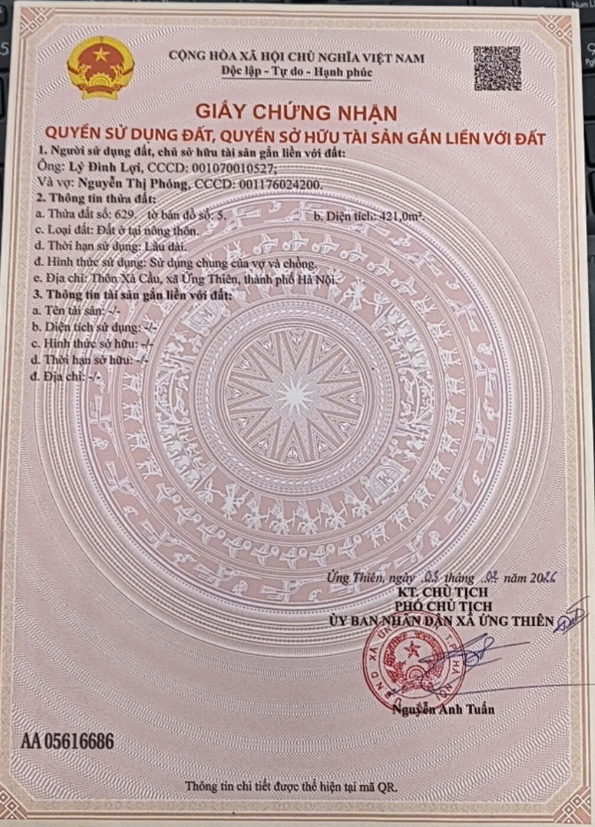 CỘNG HÒA XÃ HỘI CHỦ NGHĨA VIỆT NAM
Độc lập - Tự do - Hạnh phúc
GIẤY CHỨNG NHẬN
QUYỀN SỬ DỤNG ĐẤT, QUYỀN SỞ HỮU TÀI SẢN GẮN LIỀN VỚI ĐẤT
1. Người sử dụng đất, chủ sở hữu tài sản gắn liền với đất:
Ông: Lý Đình Lợi, CCCD: 001070010527;
Và vợ: Nguyễn Thị Phóng, CCCD: 001176024200.
2. Thông tin thửa đất:
a. Thửa đất số: 629. tờ bản đồ số: 5. b. Diện tích: 421,0m².
c. Loại đất: Đất ở tại nông thôn.
d. Thời hạn sử dụng: Lâu dài.
đ. Hình thức sử dụng: Sử dụng chung của vợ và chồng.
e. Địa chỉ: Thôn Xà Cầu, xã Ứng Thiên, thành phố Hà Nội.
3. Thông tin tài sản gắn liền với đất:
a. Tên tài sản: -/-
b. Diện tích sử dụng: -/-
c. Hình thức sở hữu: -/-
d. Thời hạn sở hữu: -/-
đ. Địa chỉ: -/-
Ứng Thiên, ngày 03 tháng 02 năm 2026
KT. CHỦ TỊCH
PHÓ CHỦ TỊCH
ỦY BAN NHÂN DÂN XÃ ỨNG THIÊN
Nguyễn Anh Tuấn
AA 05616686
Thông tin chi tiết được thể hiện tại mã QR.